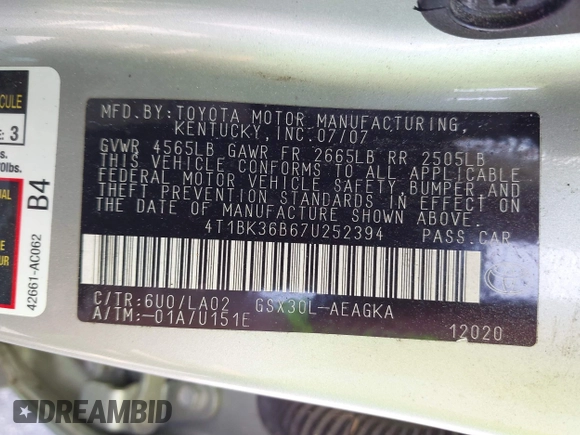 ICULE
E: 3
s.
0lbs.
AL
R
B4
42661-AC062
MFD.BY:TOYOTA MOTOR MANUFACTURING,
KENTUCKY, INC. 07/07
GVWR 4565LB GAWR FR 2665LB RR 2505LB
THIS VEHICLE CONFORMS TO ALL APPLICABLE
FEDERAL MOTOR VEHICLE SAFETY, BUMPER AND
THEFT PREVENTION STANDARDS IN EFFECT ON
THE DATE OF MANUFACTURE SHOWN ABOVE.
4T1BK36B67U252394 PASS.CAR
C/TR:6U0/LA02 GSX30L-AEAGKA
A/TM:-01A/U151E
12020
DREAMBID